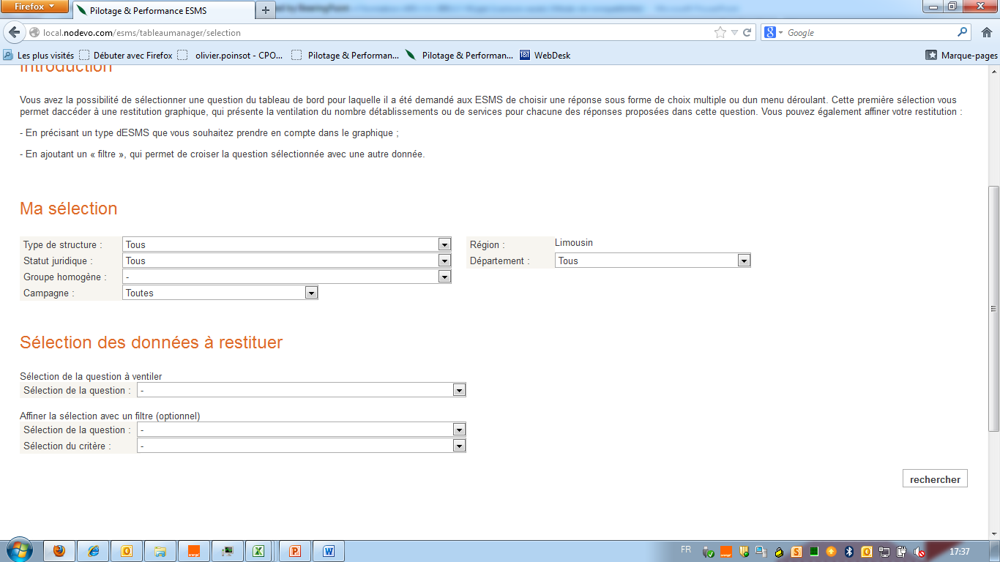 Firefox
Pilotage & Performance ESMS
local.nodevo.com/esms/tableaumanager/selection
Google
Les plus visités
Débuter avec Firefox
olivier.poinsot - CPO...
Pilotage & Performan...
Pilotage & Performan...
1&1
WebDesk
Marque-pages
Introduction
Vous avez la possibilité de sélectionner une question du tableau de bord pour laquelle il a été demandé aux ESMS de choisir une réponse sous forme de choix multiple ou dun menu déroulant. Cette première sélection vous
permet daccéder à une restitution graphique, qui présente la ventilation du nombre détablissements ou de services pour chacune des réponses proposées dans cette question. Vous pouvez également affiner votre restitution :
- En précisant un type dESMS que vous souhaitez prendre en compte dans le graphique ;
- En ajoutant un « filtre », qui permet de croiser la question sélectionnée avec une autre donnée.
Ma sélection
Type de structure : Tous
Région : Limousin
Statut juridique : Tous
Département : Tous
Groupe homogène : -
Campagne : Toutes
Sélection des données à restituer
Sélection de la question à ventiler
Sélection de la question : -
Affiner la sélection avec un filtre (optionnel)
Sélection de la question : -
Sélection du critère : -
rechercher
FR
17:37